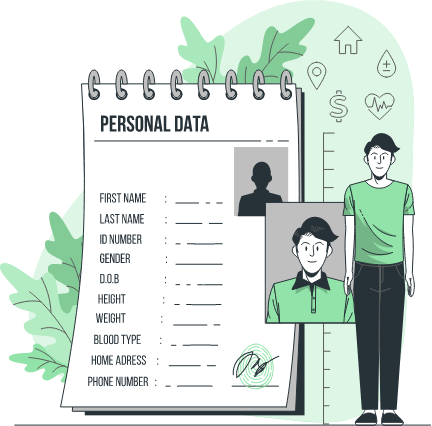 PERSONAL DATA
FIRST NAME :
LAST NAME :
ID NUMBER :
GENDER :
D.O.B :
HEIGHT :
WEIGHT :
BLOOD TYPE :
HOME ADRESS :
PHONE NUMBER :